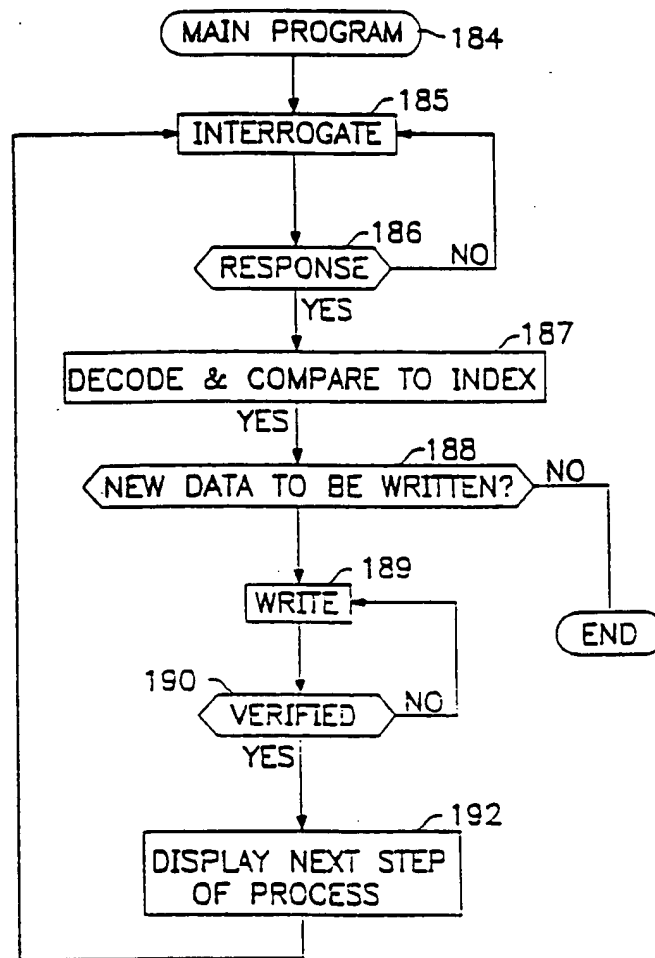 MAIN PROGRAM 184
185
INTERROGATE
186
RESPONSE NO
YES
187
DECODE & COMPARE TO INDEX
YES
188
NEW DATA TO BE WRITTEN? NO
189
WRITE
END
190
VERIFIED NO
YES
192
DISPLAY NEXT STEP
OF PROCESS